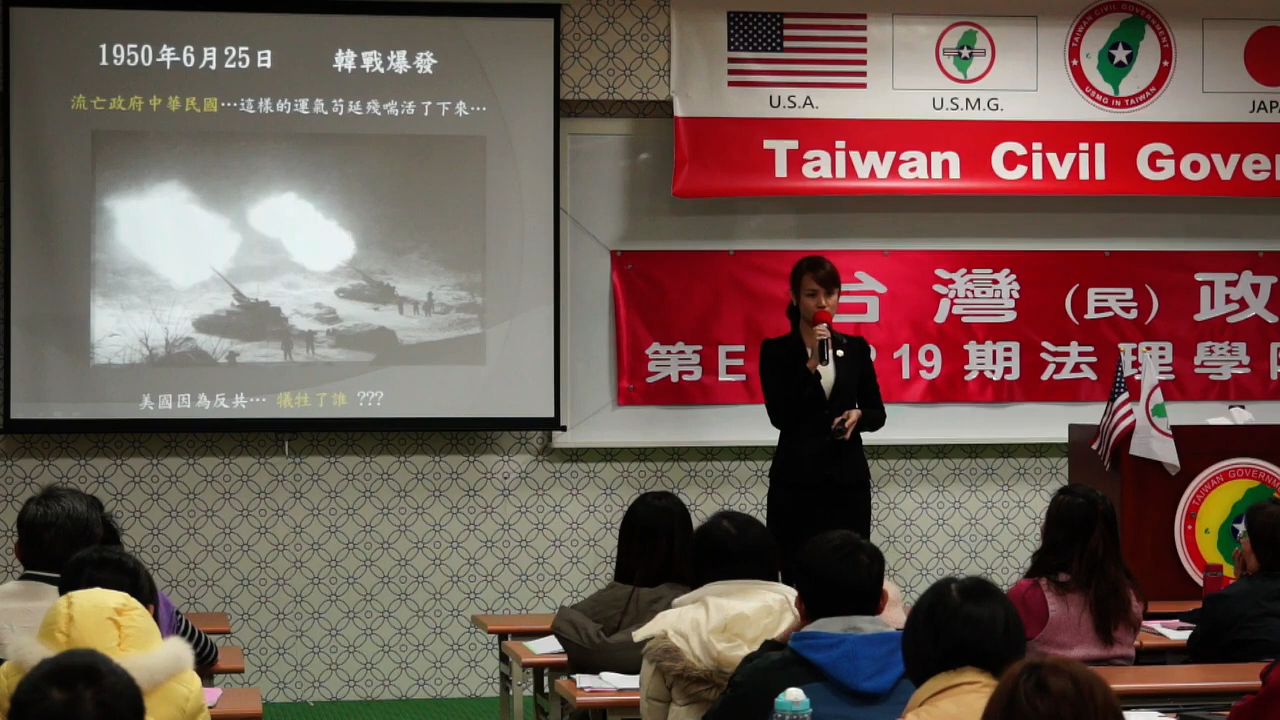 1950年6月25日 韓戰爆發
流亡政府中華民國…這樣的運氣苟延殘喘活了下來…
美國因為反共… 犧牲了誰 ???
U.S.A.
U.S.M.G.
TAIWAN CIVIL GOVERNMENT
USMG IN TAIWAN
JAPA
Taiwan Civil Gover
台灣(民)政
第E 19期法理學
TAIWAN GOVERNM